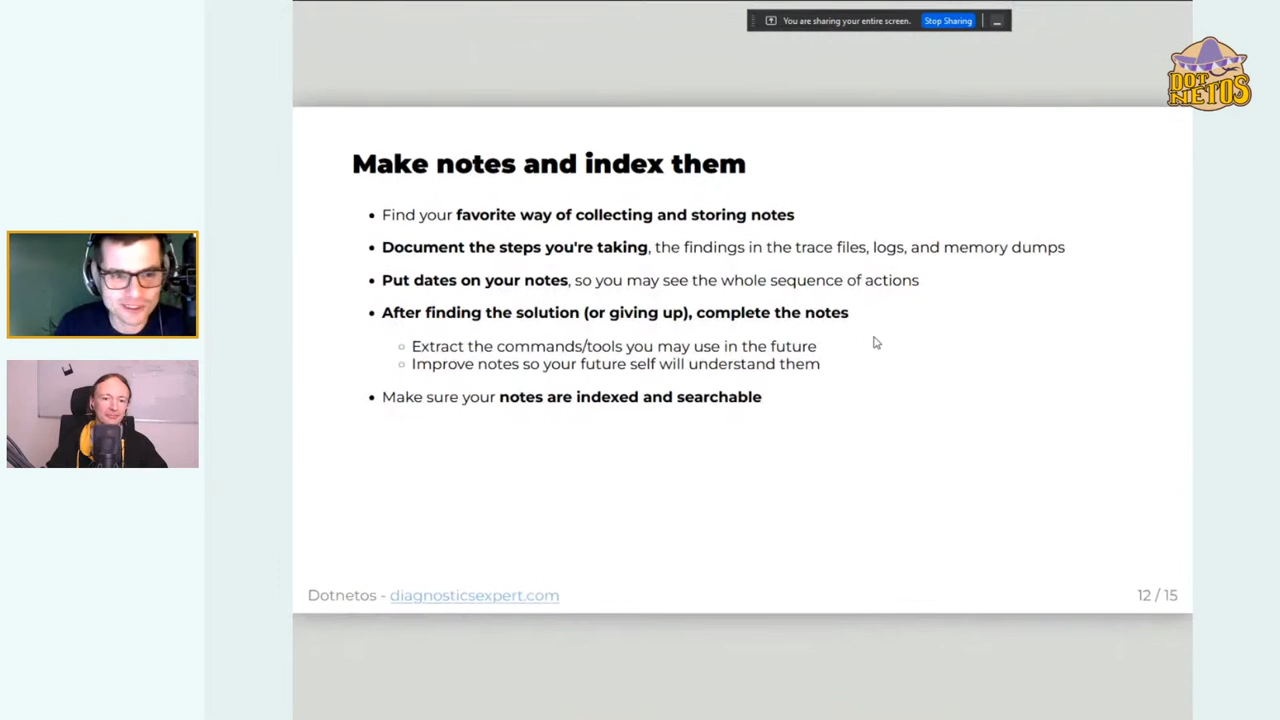 You are sharing your entire screen.
Stop Sharing
DOT
NETOS
Make notes and index them
Find your favorite way of collecting and storing notes
Document the steps you're taking, the findings in the trace files, logs, and memory dumps
Put dates on your notes, so you may see the whole sequence of actions
After finding the solution (or giving up), complete the notes
Extract the commands/tools you may use in the future
Improve notes so your future self will understand them
Make sure your notes are indexed and searchable
Dotnetos - diagnosticsexpert.com
12 / 15